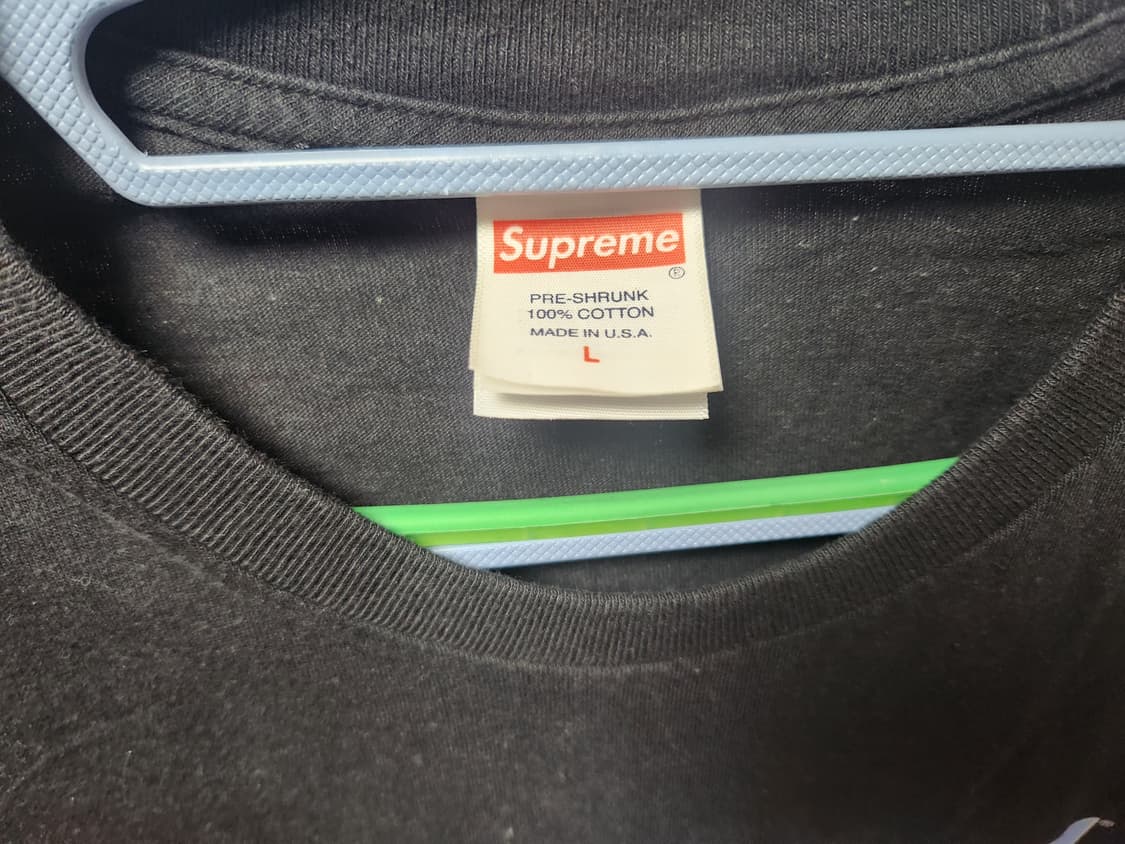 Supreme
®
PRE-SHRUNK
100% COTTON
MADE IN U.S.A.
L